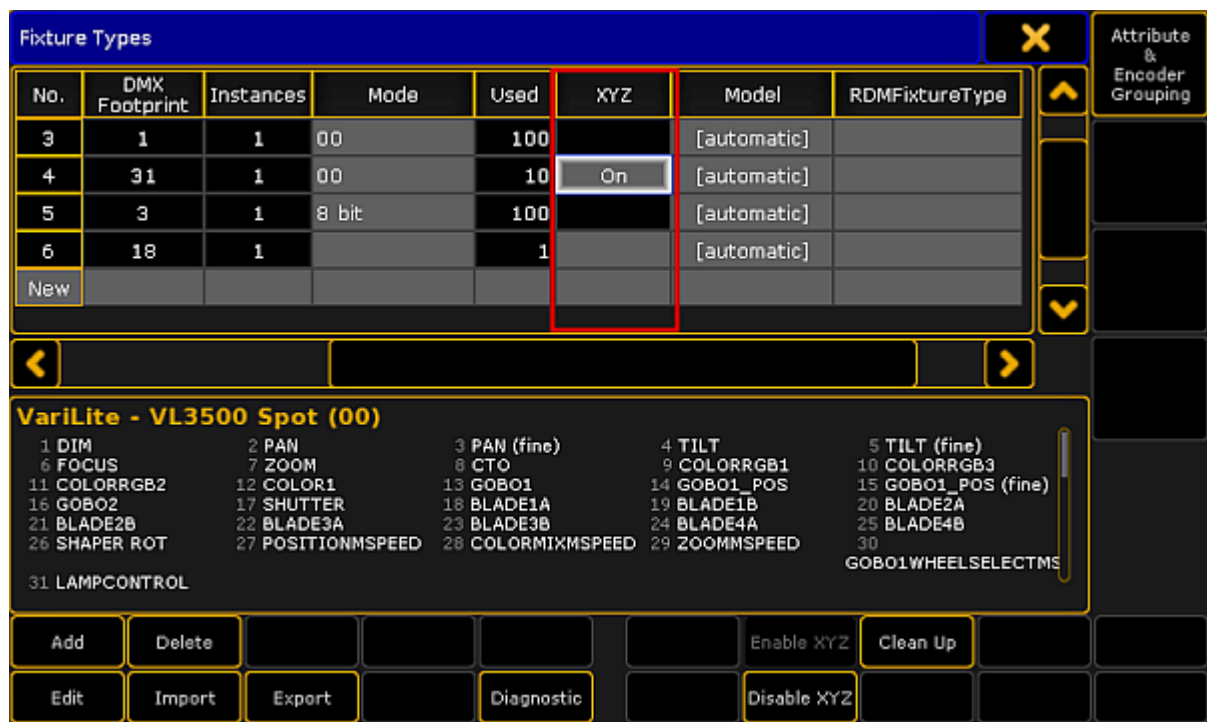 Fixture Types
Attribute
&
Encoder
Grouping
No. DMX Footprint Instances Mode Used XYZ Model RDMFixtureType
3 1 1 00 100 [automatic]
4 31 1 00 10 On [automatic]
5 3 1 8 bit 100 [automatic]
6 18 1 1 [automatic]
New
VariLite - VL3500 Spot (00)
1 DIM 2 PAN 3 PAN (fine) 4 TILT 5 TILT (fine)
6 FOCUS 7 ZOOM 8 CTO 9 COLORRGB1 10 COLORRGB3
11 COLORRGB2 12 COLOR1 13 GOBO1 14 GOBO1_POS 15 GOBO1_POS (fine)
16 GOBO2 17 SHUTTER 18 BLADE1A 19 BLADE1B 20 BLADE2A
21 BLADE2B 22 BLADE3A 23 BLADE3B 24 BLADE4A 25 BLADE4B
26 SHAPER ROT 27 POSITIONMSPEED 28 COLORMIXMSPEED 29 ZOOMMSPEED 30
GOBO1WHEELSELECTMS
31 LAMPCONTROL
Add Delete Enable XYZ Clean Up
Edit Import Export Diagnostic Disable XYZ